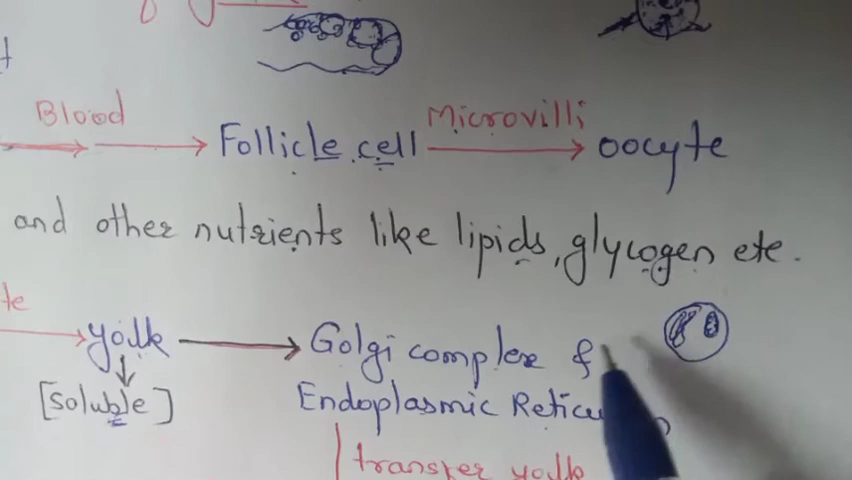 Blood
Microvilli
Follicle cell
oocyte
and other nutrients like lipids, glycogen etc.
te
yolk
Golgi complex &
[soluble]
Endoplasmic
transfer yolk